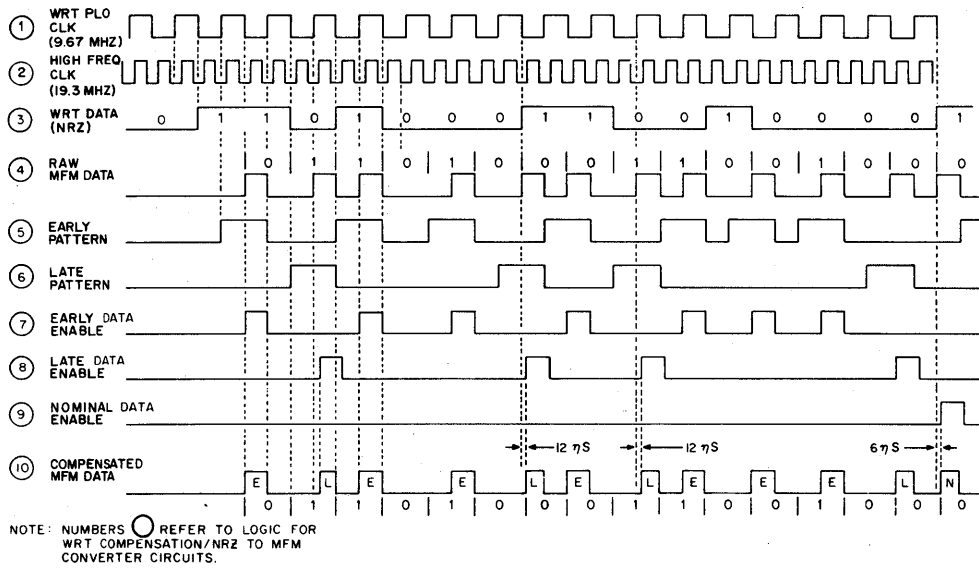 1 WRT PLO
CLK
(9.67 MHZ)
2 HIGH FREQ
CLK
(19.3 MHZ)
3 WRT DATA
(NRZ)
0 1 1 0 1 0 0 0 1 1 0 0 1 0 0 0 0 1
4 RAW
MFM DATA
0 1 1 0 1 0 0 0 1 1 0 0 1 0 0 0
5 EARLY
PATTERN
6 LATE
PATTERN
7 EARLY DATA
ENABLE
8 LATE DATA
ENABLE
9 NOMINAL DATA
ENABLE
12 ηS 12 ηS 6 ηS
10 COMPENSATED
MFM DATA
E L E E L E L E E E L N
0 1 1 0 1 0 0 0 1 1 0 0 1 0 0 0
NOTE: NUMBERS REFER TO LOGIC FOR
WRT COMPENSATION/NRZ TO MFM
CONVERTER CIRCUITS.